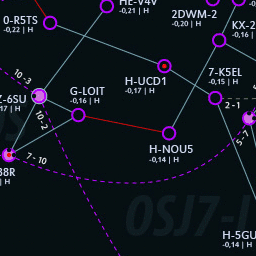 HE-V4V
-0,21 | H
0-R5TS
-0,22 | H
2DWM-2
-0,20 | H
KX-2
-0,16 | H
H-UCD1
-0,17 | H
7-K5EL
-0,15 | H
10 - 3
G-LOIT
-0,16 | H
Z-6SU
17 | H
2 - 1
10 - 2
5 - 7
H-NOU5
-0,14 | H
7 - 10
38R
H
OSJ7-
H-5GU
-0,14 | H